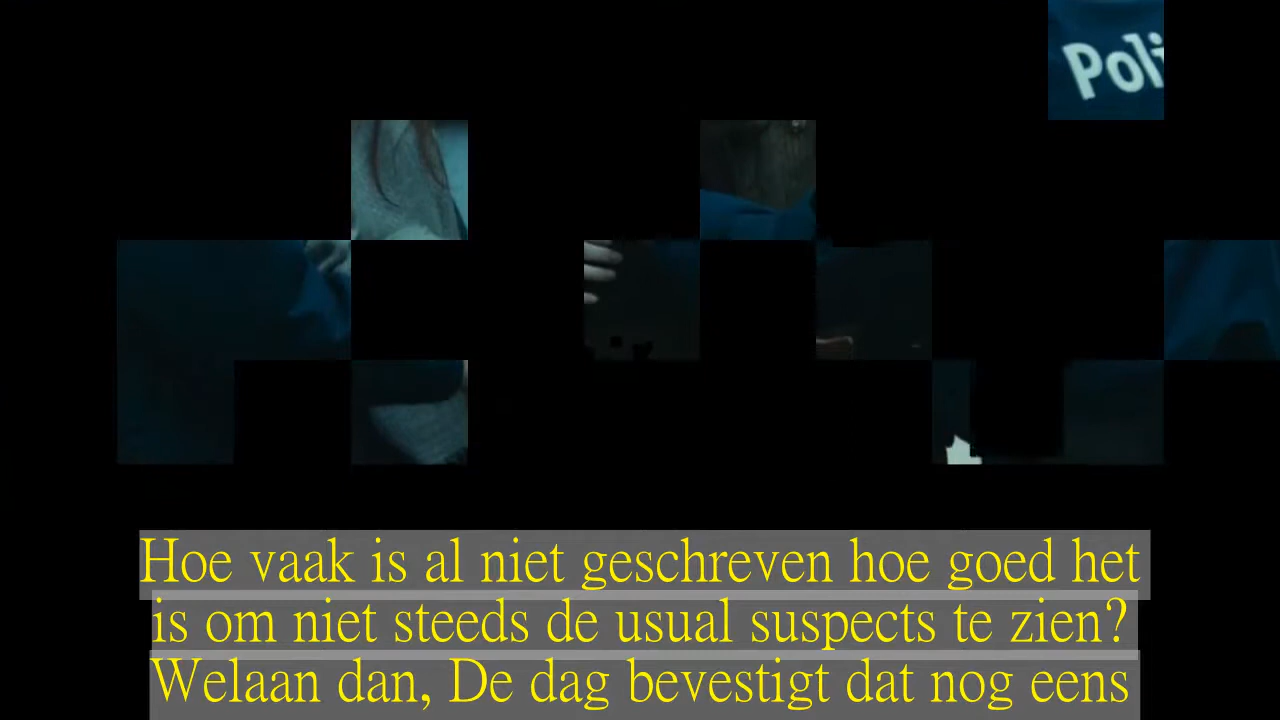 Poli
Hoe vaak is al niet geschreven hoe goed het
is om niet steeds de usual suspects te zien?
Welaan dan, De dag bevestigt dat nog eens